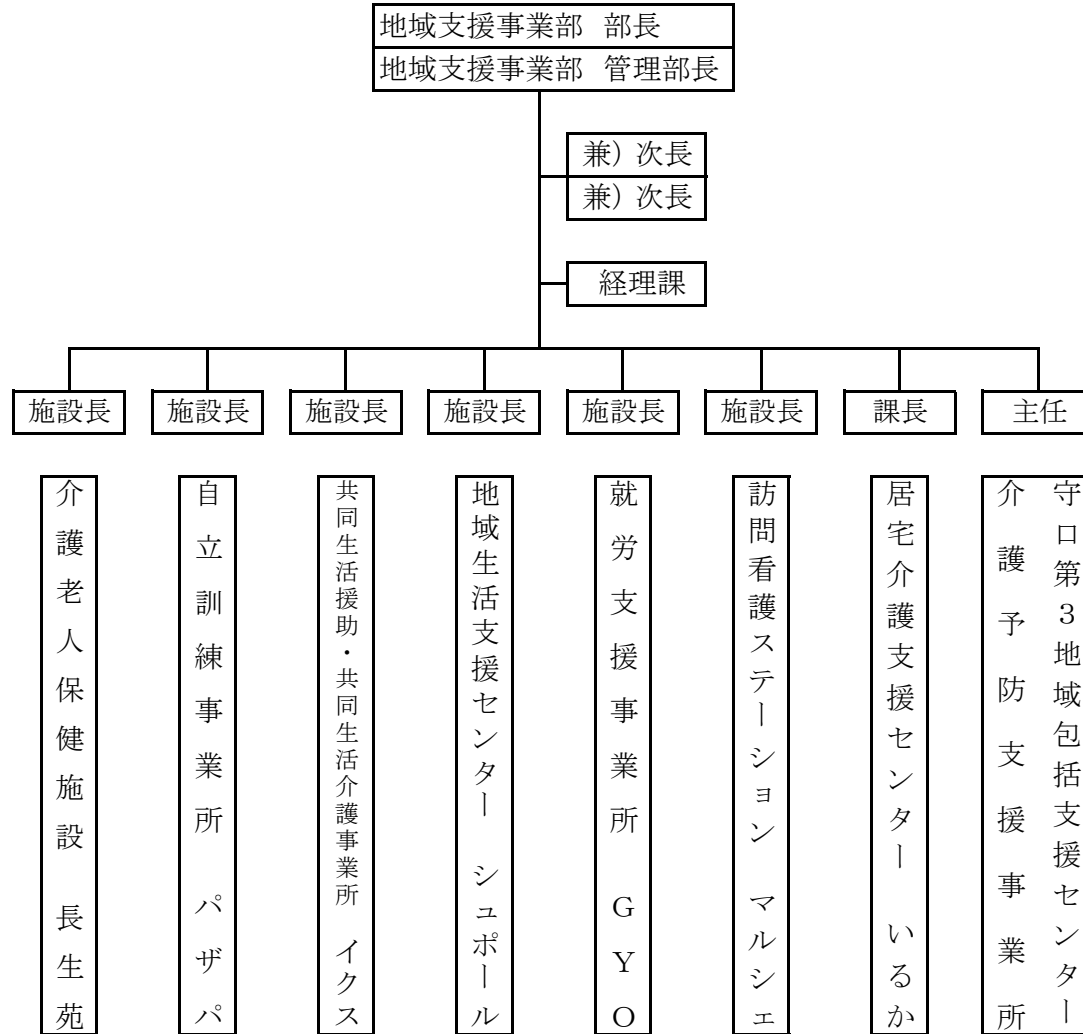 地域支援事業部 部長
地域支援事業部 管理部長
兼）次長
兼）次長
経理課
施設長
施設長
施設長
施設長
施設長
施設長
課長
主任
介護老人保健施設 長生苑
自立訓練事業所 パザパ
共同生活援助・共同生活介護事業所 イクス
地域生活支援センター シュポール
就労支援事業所 ＧＹＯ
訪問看護ステーション マルシェ
居宅介護支援センター いるか
守口第３地域包括支援センター
介護予防支援事業所